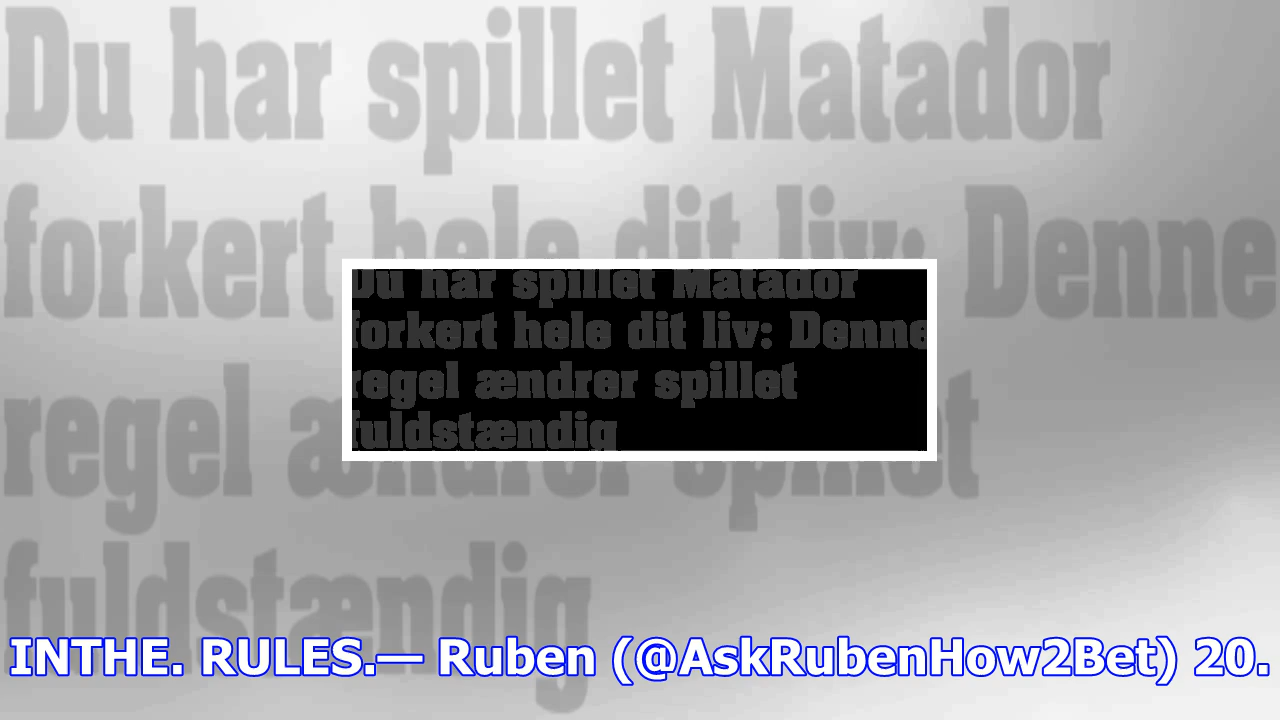 Du har spillet Matador
forkert hele dit liv: Denne
regel ændrer spillet
fuldstændig
Du har spillet Matador
forkert hele dit liv: Denne
regel ændrer spillet
fuldstændig
INTHE. RULES.— Ruben (@AskRubenHow2Bet) 20.